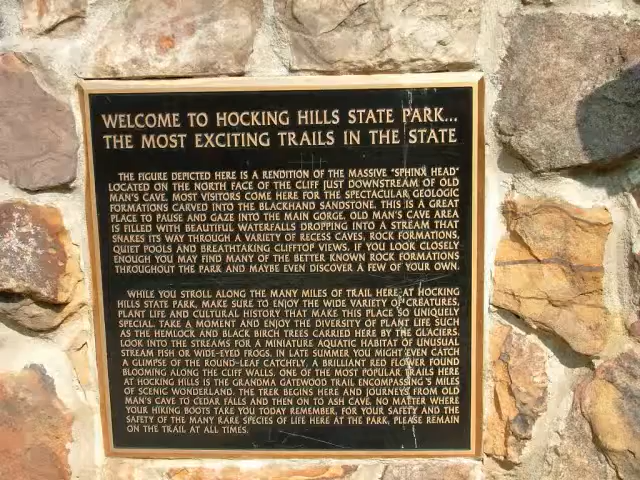 WELCOME TO HOCKING HILLS STATE PARK...
THE MOST EXCITING TRAILS IN THE STATE
THE FIGURE DEPICTED HERE IS A RENDITION OF THE MASSIVE "SPHINX HEAD"
LOCATED ON THE NORTH FACE OF THE CLIFF JUST DOWNSTREAM OF OLD
MAN'S CAVE. MOST VISITORS COME HERE FOR THE SPECTACULAR GEOLOGIC
FORMATIONS CARVED INTO THE BLACKHAND SANDSTONE. THIS IS A GREAT
PLACE TO PAUSE AND GAZE INTO THE MAIN GORGE. OLD MAN'S CAVE AREA
IS FILLED WITH BEAUTIFUL WATERFALLS DROPPING INTO A STREAM THAT
SNAKES ITS WAY THROUGH A VARIETY OF RECESS CAVES, ROCK FORMATIONS,
QUIET POOLS AND BREATHTAKING CLIFFTOP VIEWS. IF YOU LOOK CLOSELY
ENOUGH YOU MAY FIND MANY OF THE BETTER KNOWN ROCK FORMATIONS
THROUGHOUT THE PARK AND MAYBE EVEN DISCOVER A FEW OF YOUR OWN.
WHILE YOU STROLL ALONG THE MANY MILES OF TRAIL HERE AT HOCKING
HILLS STATE PARK, MAKE SURE TO ENJOY THE WIDE VARIETY OF CREATURES,
PLANT LIFE AND CULTURAL HISTORY THAT MAKE THIS PLACE SO UNIQUELY
SPECIAL. TAKE A MOMENT AND ENJOY THE DIVERSITY OF PLANT LIFE SUCH
AS THE HEMLOCK AND BLACK BIRCH TREES CARRIED HERE BY THE GLACIERS.
LOOK INTO THE STREAMS FOR A MINIATURE AQUATIC HABITAT OF UNUSUAL
STREAM FISH OR WIDE-EYED FROGS. IN LATE SUMMER YOU MIGHT EVEN CATCH
A GLIMPSE OF THE ROUND-LEAF CATCHFLY. A BRILLIANT RED FLOWER FOUND
BLOOMING ALONG THE CLIFF WALLS. ONE OF THE MOST POPULAR TRAILS HERE
AT HOCKING HILLS IS THE GRANDMA GATEWOOD TRAIL ENCOMPASSING 5 MILES
OF SCENIC WONDERLAND. THE TREK BEGINS HERE AND JOURNEYS FROM OLD
MAN'S CAVE TO CEDAR FALLS AND THEN ON TO ASH CAVE. NO MATTER WHERE
YOUR HIKING BOOTS TAKE YOU TODAY REMEMBER, FOR YOUR SAFETY AND THE
SAFETY OF THE MANY RARE SPECIES OF LIFE HERE AT THE PARK, PLEASE REMAIN
ON THE TRAIL AT ALL TIMES.